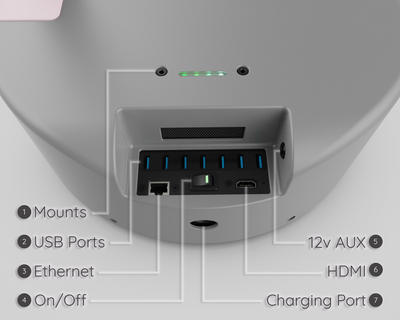 1 Mounts
2 USB Ports
3 Ethernet
4 On/Off
12v AUX 5
HDMI 6
Charging Port 7